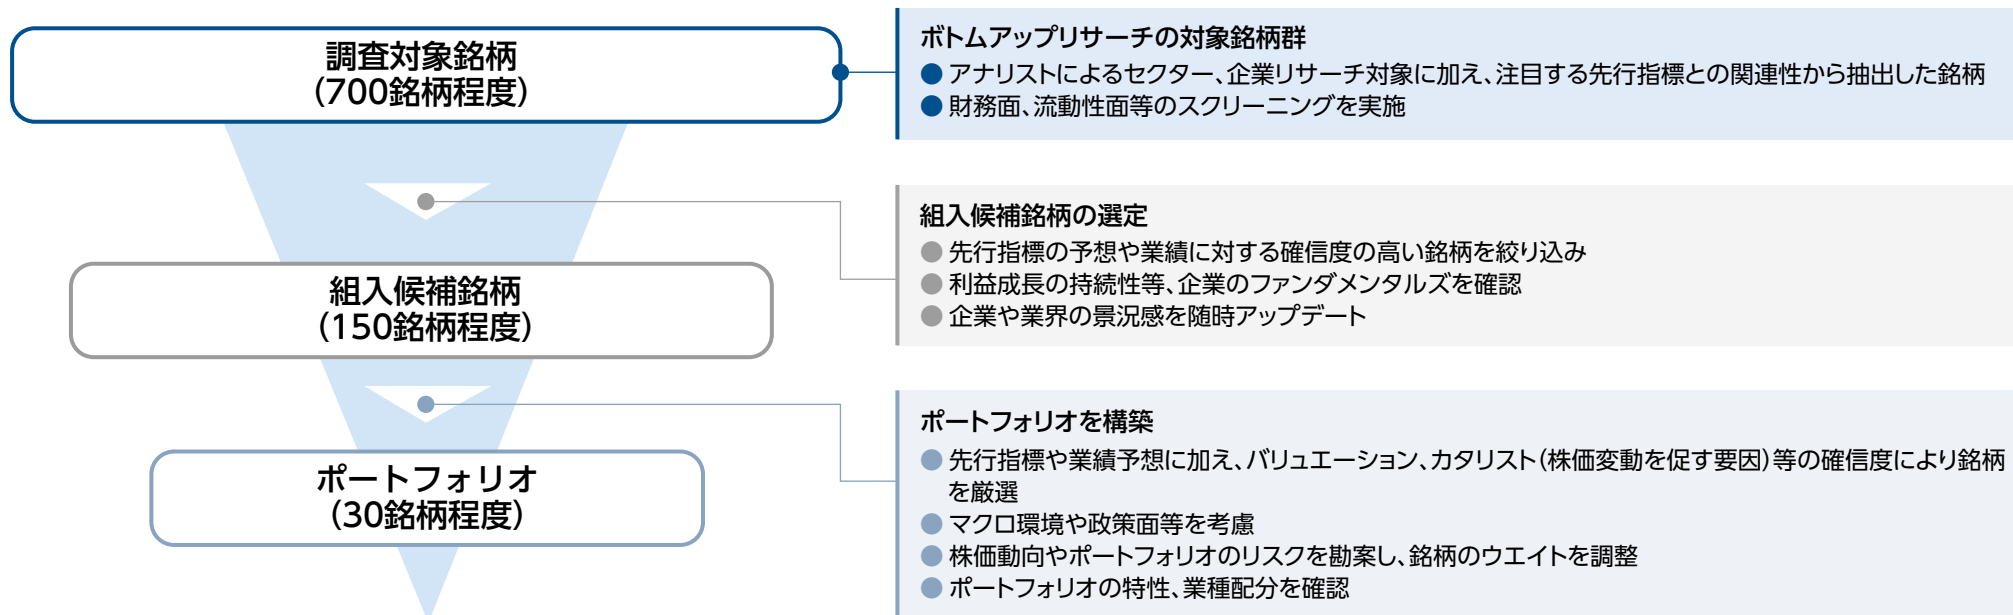 調査対象銘柄
(700銘柄程度)
ボトムアップリサーチの対象銘柄群
● アナリストによるセクター、企業リサーチ対象に加え、注目する先行指標との関連性から抽出した銘柄
● 財務面、流動性面等のスクリーニングを実施
組入候補銘柄
(150銘柄程度)
組入候補銘柄の選定
● 先行指標の予想や業績に対する確信度の高い銘柄を絞り込み
● 利益成長の持続性等、企業のファンダメンタルズを確認
● 企業や業界の景況感を随時アップデート
ポートフォリオ
(30銘柄程度)
ポートフォリオを構築
● 先行指標や業績予想に加え、バリュエーション、カタリスト(株価変動を促す要因)等の確信度により銘柄
を厳選
● マクロ環境や政策面等を考慮
● 株価動向やポートフォリオのリスクを勘案し、銘柄のウエイトを調整
● ポートフォリオの特性、業種配分を確認